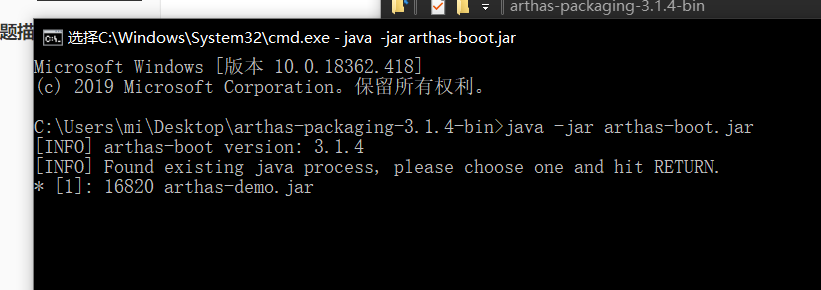 arthas-packaging-3.1.4-bin
题描
选择C:\Windows\System32\cmd.exe - java  -jar arthas-boot.jar
Microsoft Windows [版本 10.0.18362.418]
(c) 2019 Microsoft Corporation。保留所有权利。
C:\Users\mi\Desktop\arthas-packaging-3.1.4-bin>java -jar arthas-boot.jar
[INFO] arthas-boot version: 3.1.4
[INFO] Found existing java process, please choose one and hit RETURN.
* [1]: 16820 arthas-demo.jar